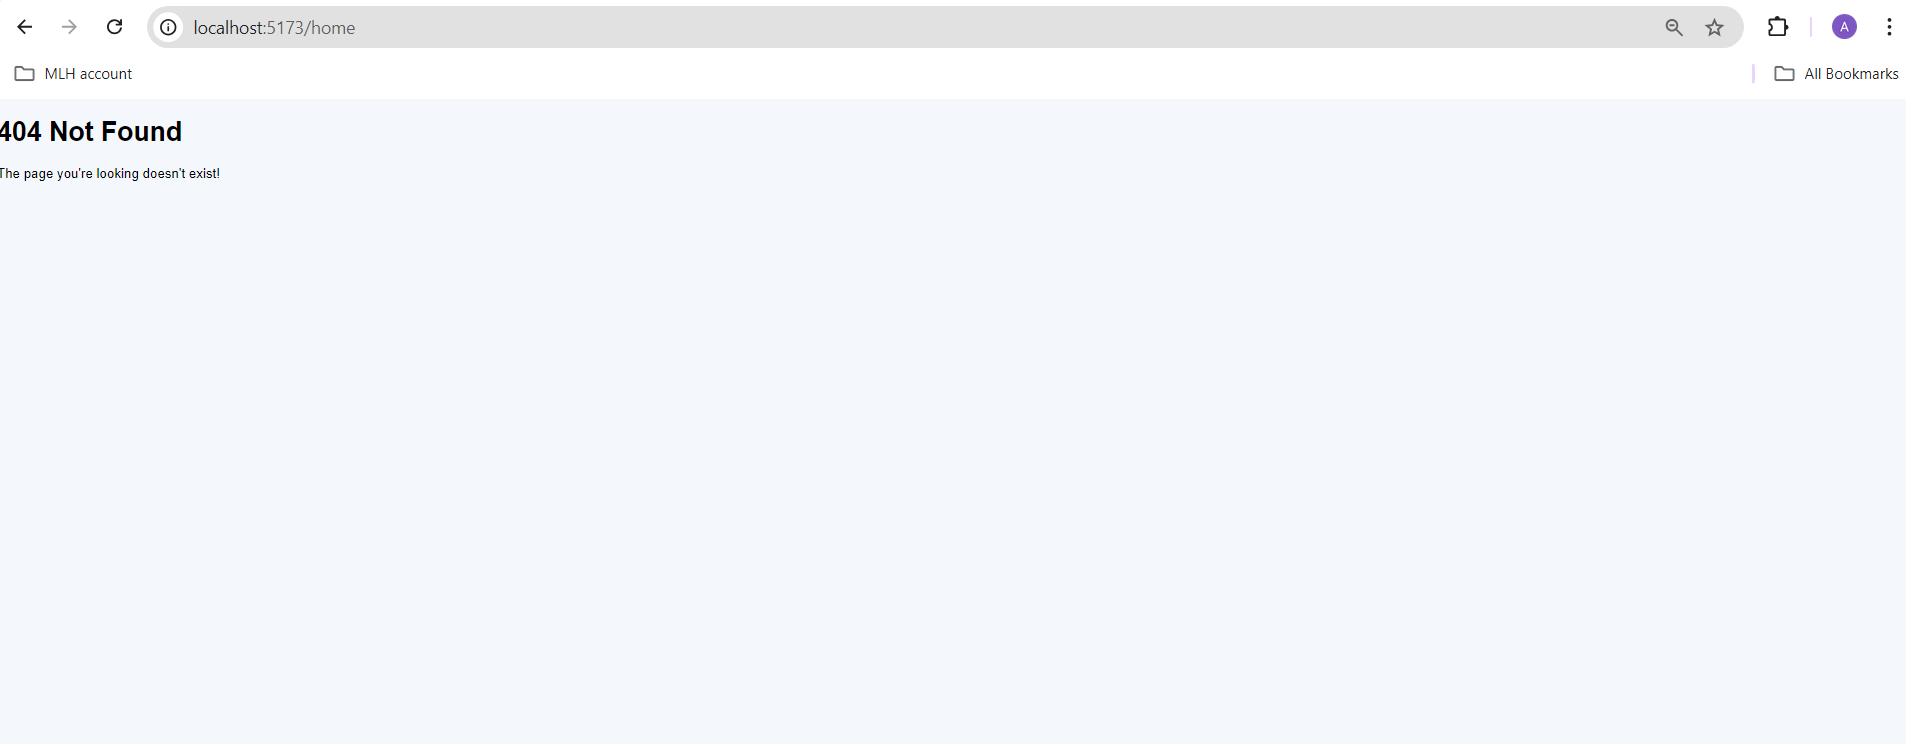 localhost:5173/home
A
MLH account
All Bookmarks
404 Not Found
The page you're looking doesn't exist!